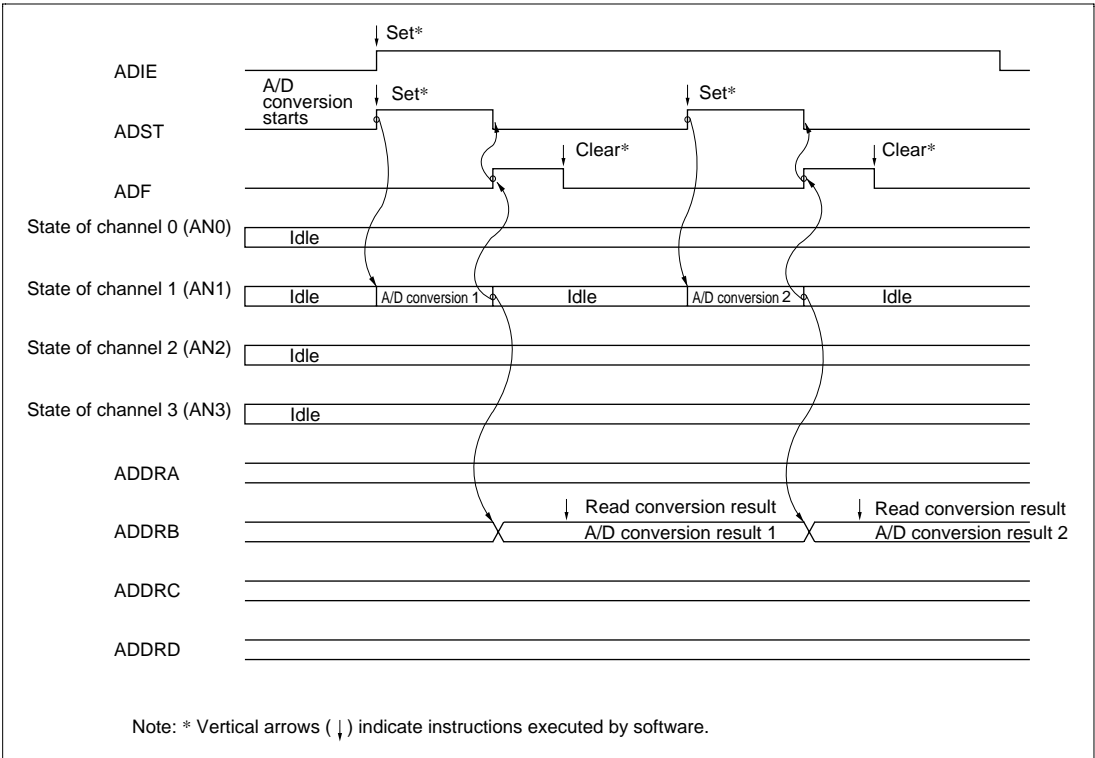 Set*
ADIE
A/D
conversion
starts
Set*
Set*
ADST
Clear*
Clear*
ADF
State of channel 0 (AN0)
Idle
State of channel 1 (AN1)
Idle
A/D conversion 1
Idle
A/D conversion 2
Idle
State of channel 2 (AN2)
Idle
State of channel 3 (AN3)
Idle
ADDRA
Read conversion result
Read conversion result
ADDRB
A/D conversion result 1
A/D conversion result 2
ADDRC
ADDRD
Note: * Vertical arrows (↓) indicate instructions executed by software.